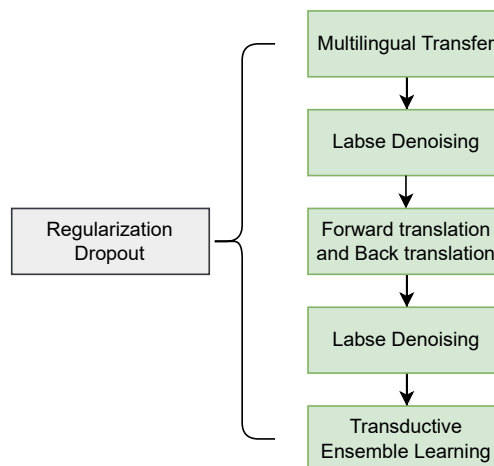 Multilingual Transfer
Labse Denoising
Regularization
Dropout
Forward translation
and Back translation
Labse Denoising
Transductive
Ensemble Learning